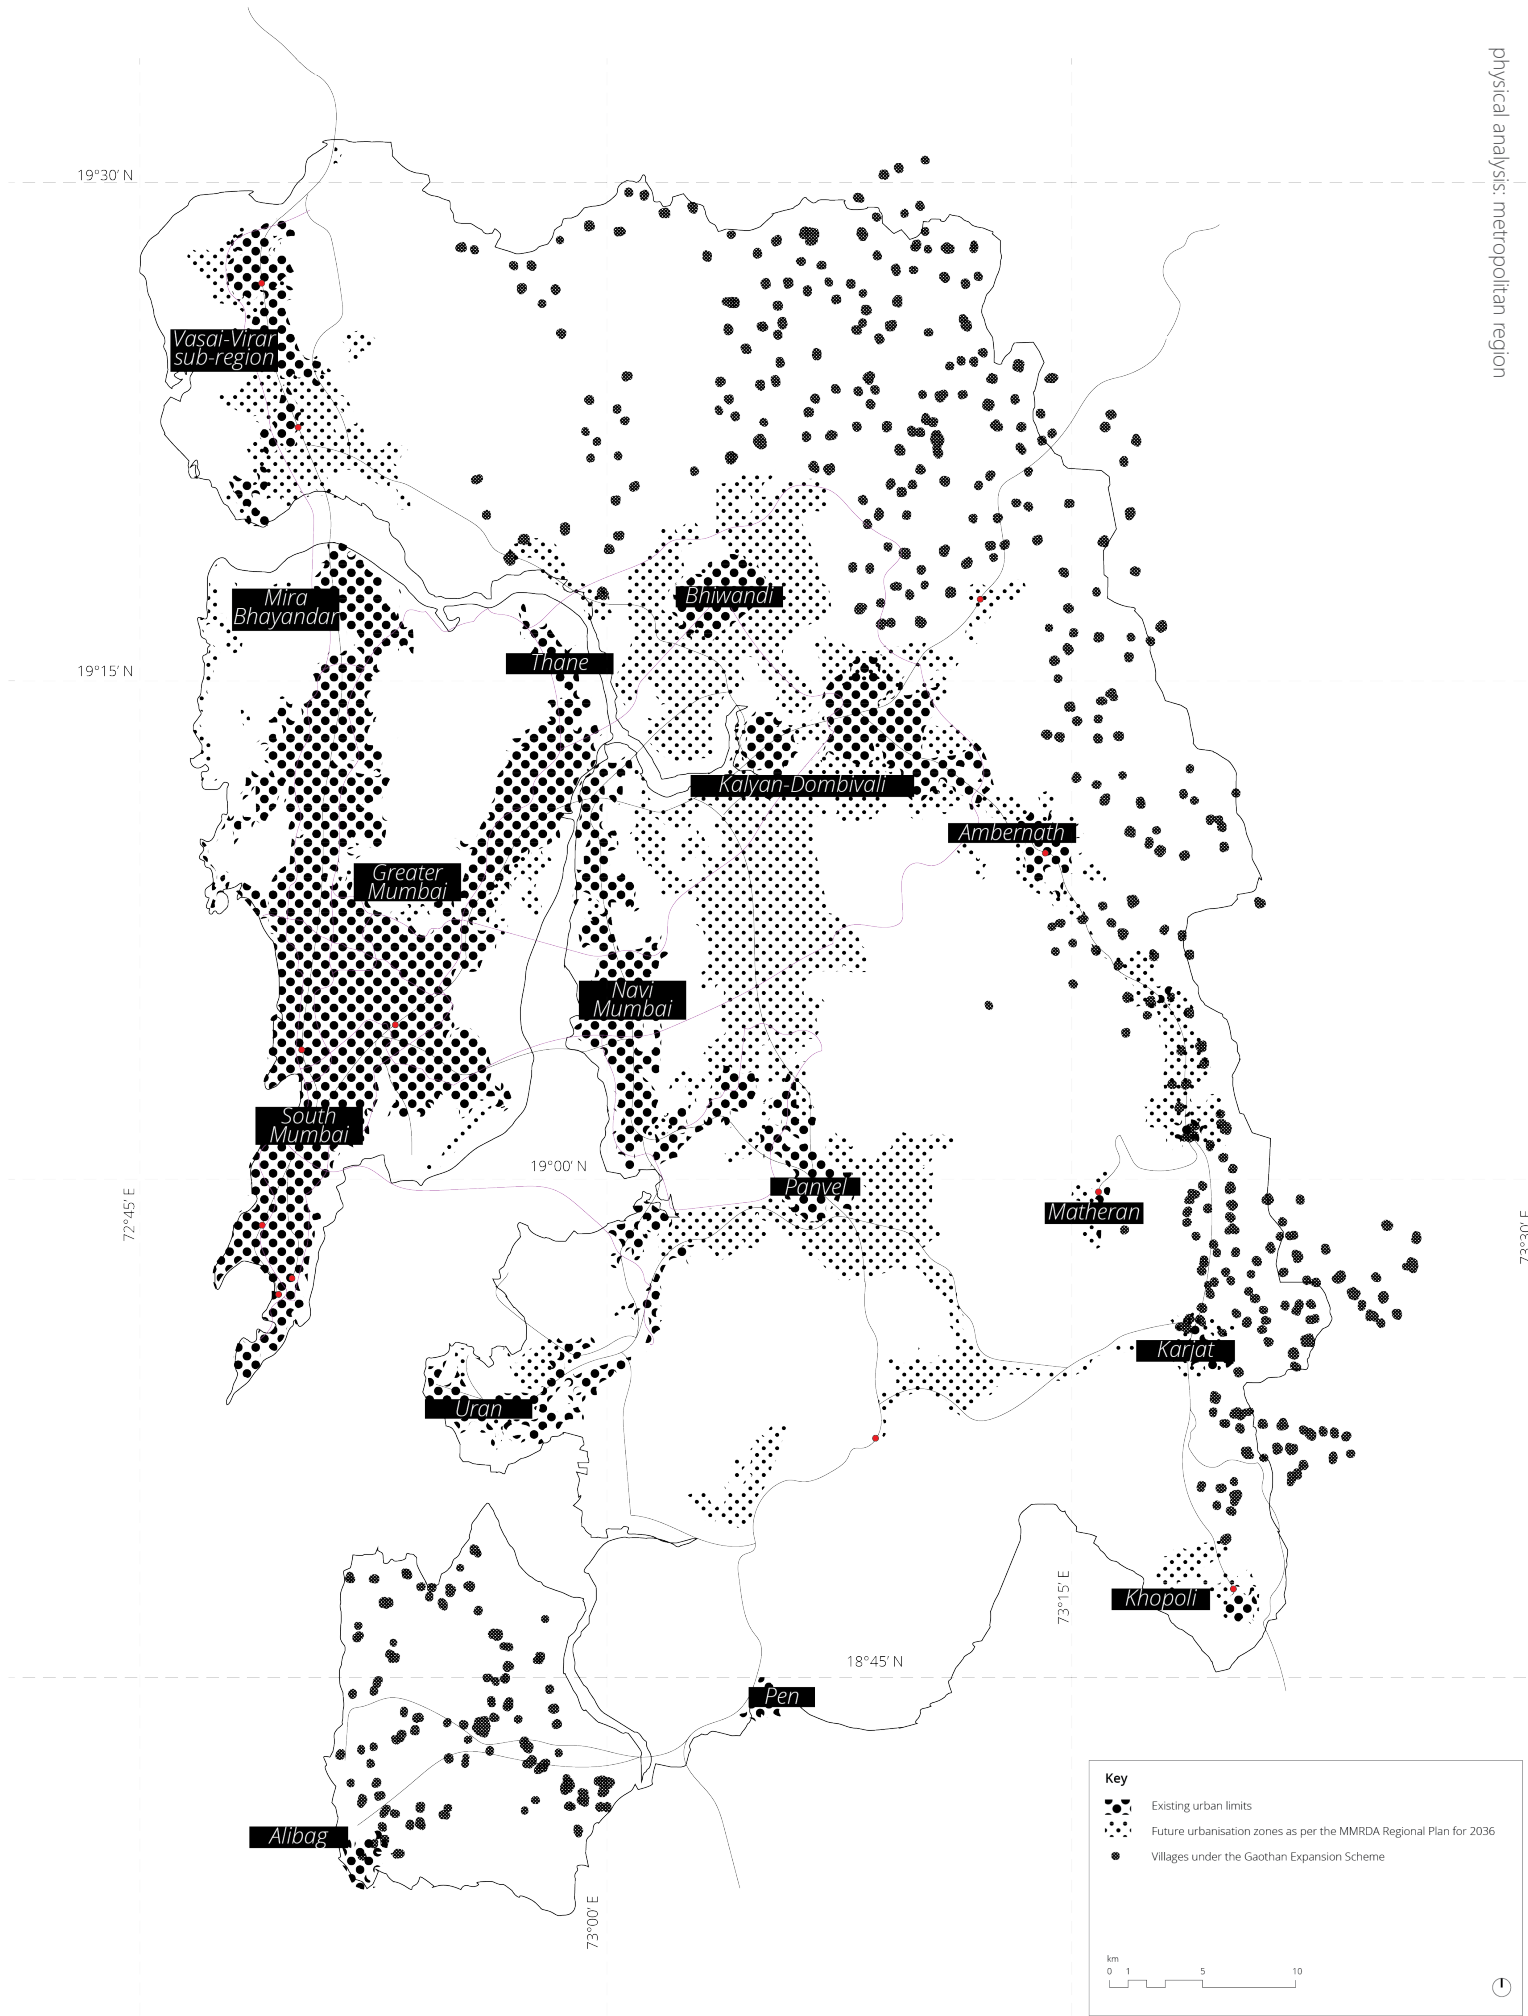 physical analysis: metropolitan region
19°30’ N
Vasai-Virar
sub-region
Mira
Bhayandar
Bhiwandi
Thane
19°15’ N
Kalyan-Dombivali
Ambernath
Greater
Mumbai
Navi
Mumbai
South
Mumbai
19°00’ N
Panvel
Matheran
72°45’ E
73°30’ E
Karjat
Uran
Khopoli
73°15’ E
18°45’ N
Pen
Alibag
73°00’ E
Key
Existing urban limits
Future urbanisation zones as per the MMRDA Regional Plan for 2036
Villages under the Gaothan Expansion Scheme
km
0 1 5 10